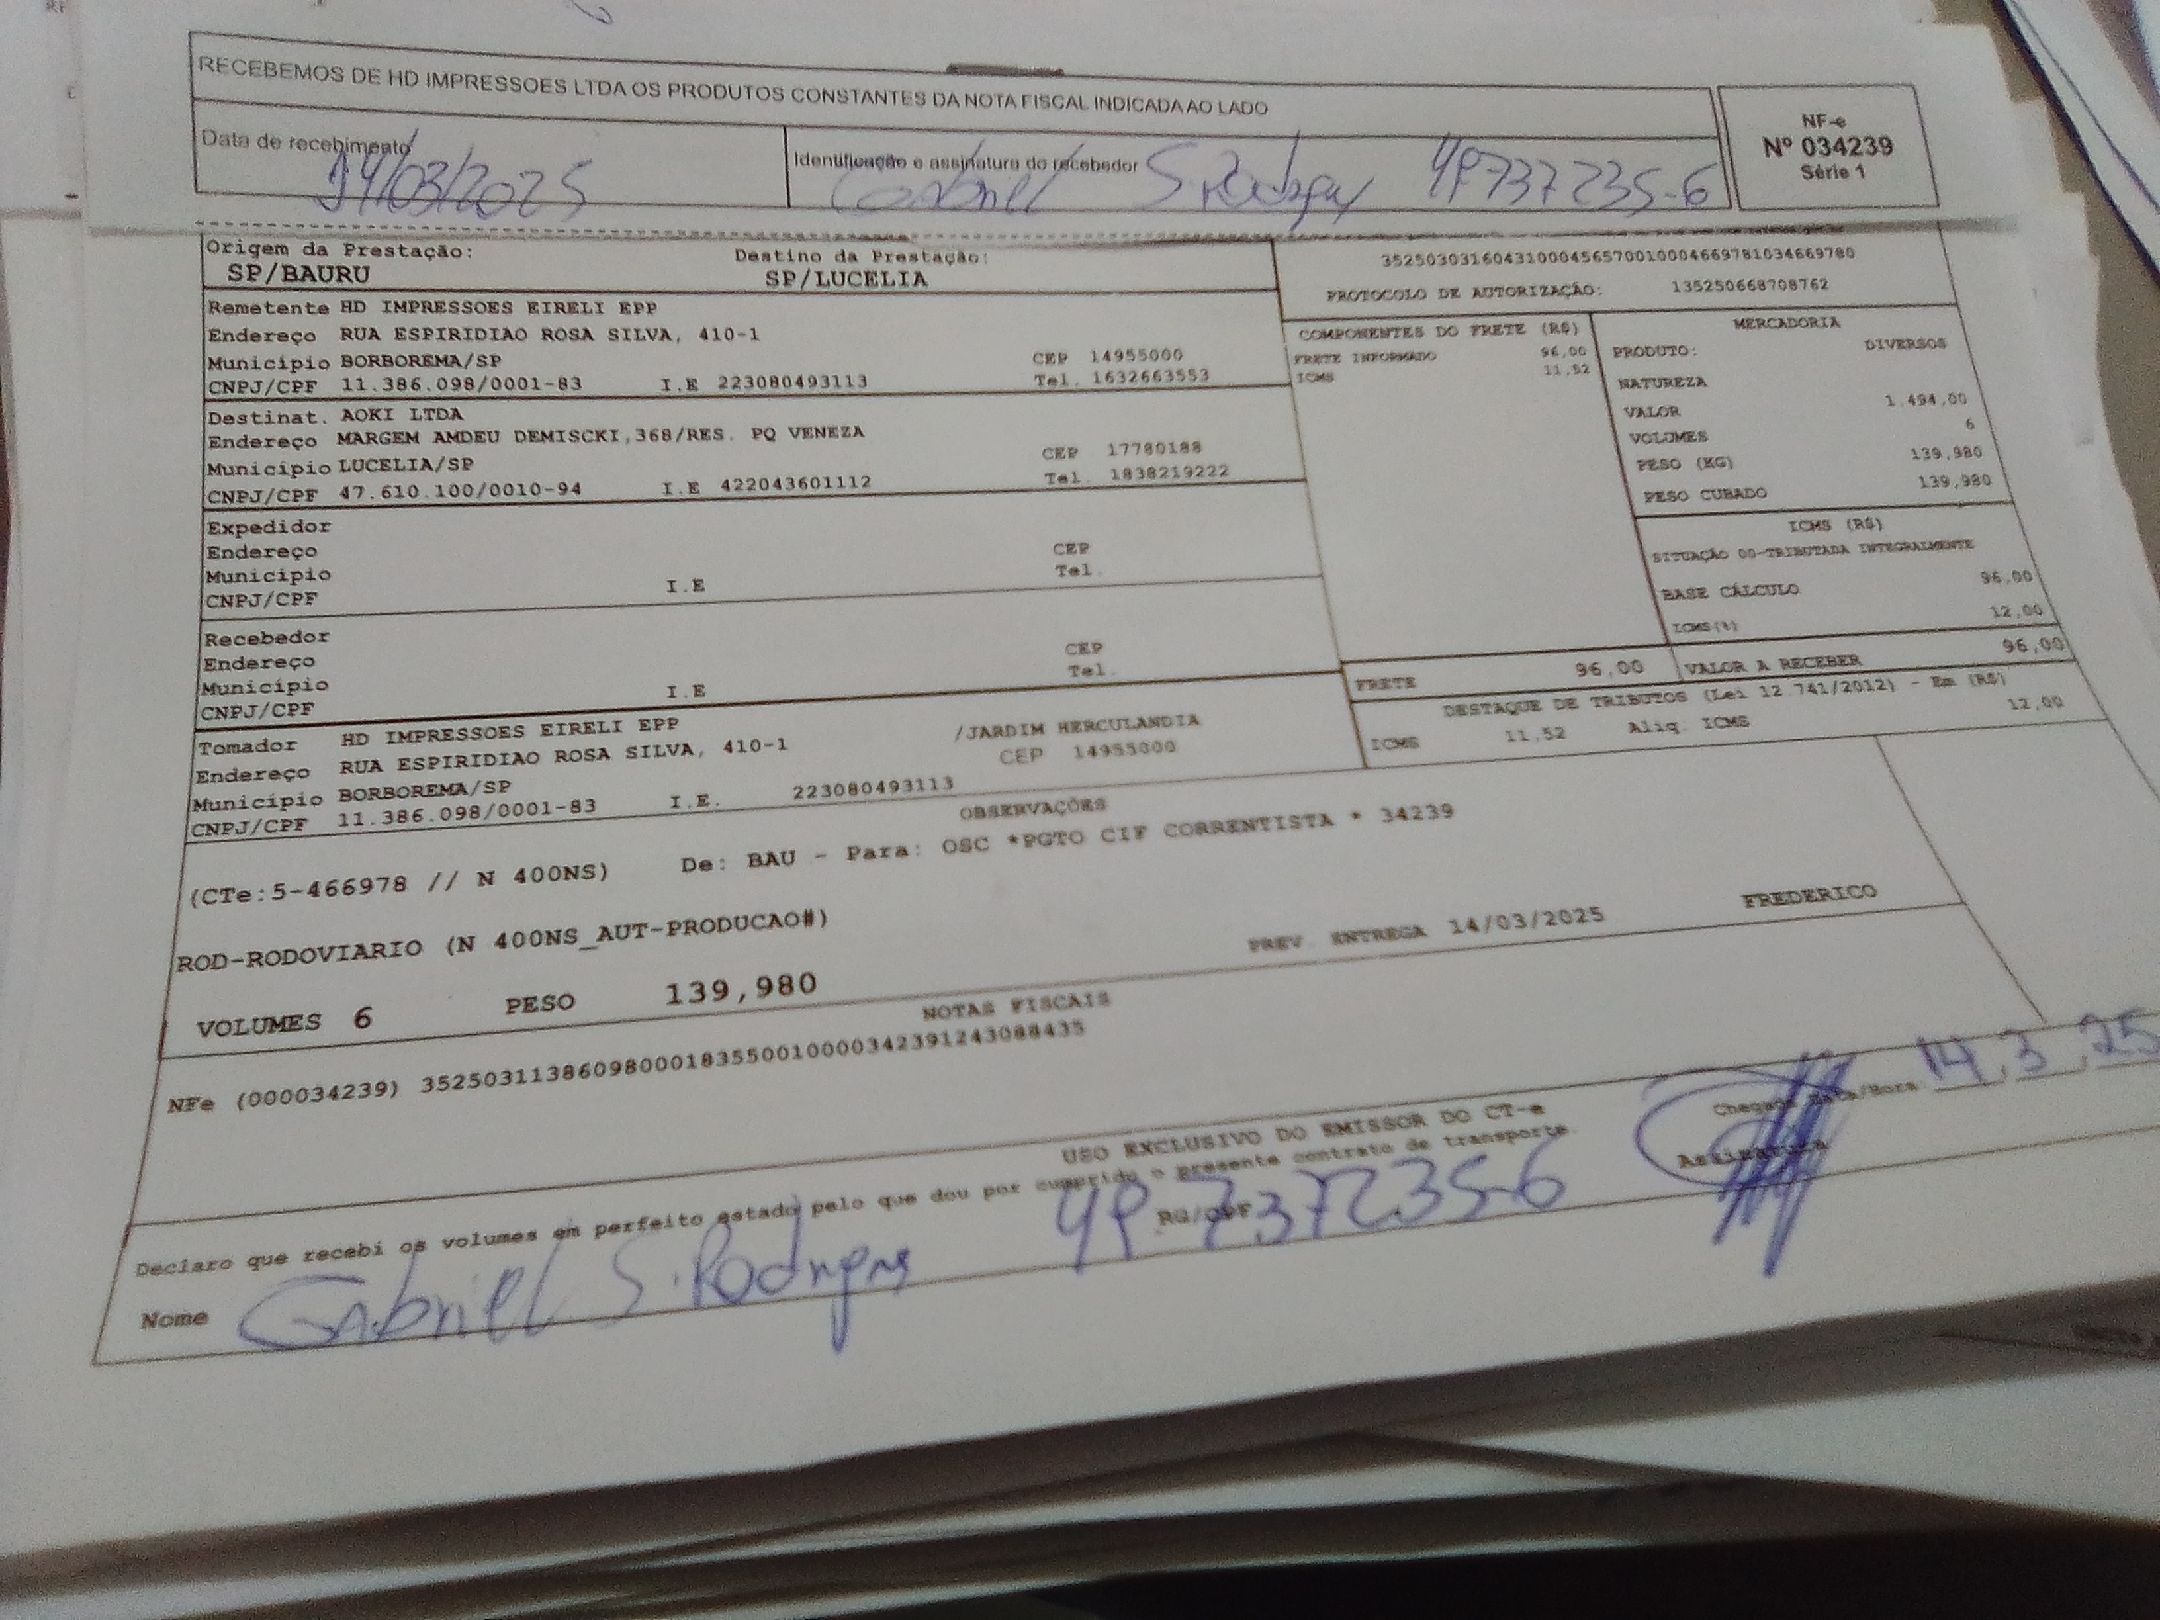 RECEBEMOS DE HD IMPRESSOES LTDA OS PRODUTOS CONSTANTES DA NOTA FISCAL INDICADA AO LADO
NF-e
Nº 034239
Série 1
Data de recebimento
14/03/2025
Identificação e assinatura do recebedor
Gabriel S. Rodrigues
Origem da Prestação:
SP/BAURU
Destino da Prestação:
SP/LUCELIA
PROTOCOLO DE AUTORIZAÇÃO: 135250668708762
Remetente HD IMPRESSOES EIRELI EPP
Endereço RUA ESPIRIDIAO ROSA SILVA, 410-1
Município BORBOREMA/SP CEP 14955000
CNPJ/CPF 11.386.098/0001-83 I.E 223080493113 Tel. 1632663553
Destinat. AOKI LTDA
Endereço MARGEM AMDEU DEMISCKI,368/RES. PQ VENEZA
Município LUCELIA/SP CEP 17780188
CNPJ/CPF 47.610.100/0010-94 I.E 422043601112 Tel. 1838219222
Expedidor
Endereço CEP
Município Tel.
CNPJ/CPF I.E
Recebedor
Endereço CEP
Município Tel.
CNPJ/CPF I.E
Tomador HD IMPRESSOES EIRELI EPP
Endereço RUA ESPIRIDIAO ROSA SILVA, 410-1 /JARDIM HERCULANDIA
Município BORBOREMA/SP CEP 14955000
CNPJ/CPF 11.386.098/0001-83 I.E. 223080493113
COMPONENTES DO FRETE (R$)
FRETE INFORMADO 96,00
ICMS 11,52
MERCADORIA
PRODUTO: DIVERSOS
NATUREZA
VALOR 1.494,00
VOLUMES 6
PESO (KG) 139,980
PESO CUBADO 139,980
ICMS (R$)
SITUAÇÃO 00-TRIBUTADA INTEGRALMENTE
BASE CÁLCULO 96,00
ICMS(%) 12,00
FRETE 96,00 VALOR A RECEBER 96,00
DESTAQUE DE TRIBUTOS (Lei 12.741/2012) - Em (R$)
ICMS 11,52 Aliq. ICMS 12,00
OBSERVAÇÕES
(CTe:5-466978 // N 400NS) De: BAU - Para: OSC *PGTO CIF CORRENTISTA * 34239
ROD-RODOVIARIO (N 400NS_AUT-PRODUCAO#)
PREV. ENTREGA 14/03/2025 FREDERICO
VOLUMES 6 PESO 139,980
NOTAS FISCAIS
NFe (000034239) 35250311386098000183550010000342391243088435
USO EXCLUSIVO DO EMISSOR DO CT-e
Declaro que recebi os volumes em perfeito estado pelo que dou por cumprido o presente contrato de transporte.
Chegada Data/Hora 14, 3, 25
Nome Gabriel S. Rodrigues RG/CPF
Assinatura